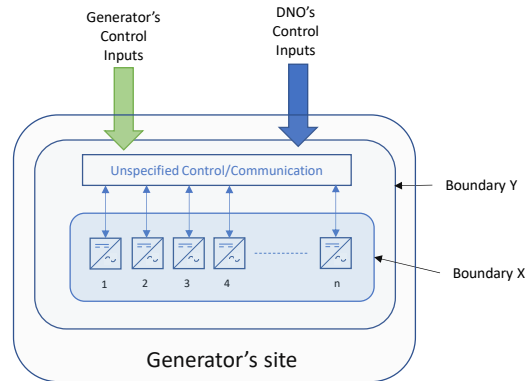 Generator's
Control
Inputs
DNO's
Control
Inputs
Unspecified Control/Communication
Boundary Y
Boundary X
1 2 3 4 n
Generator's site